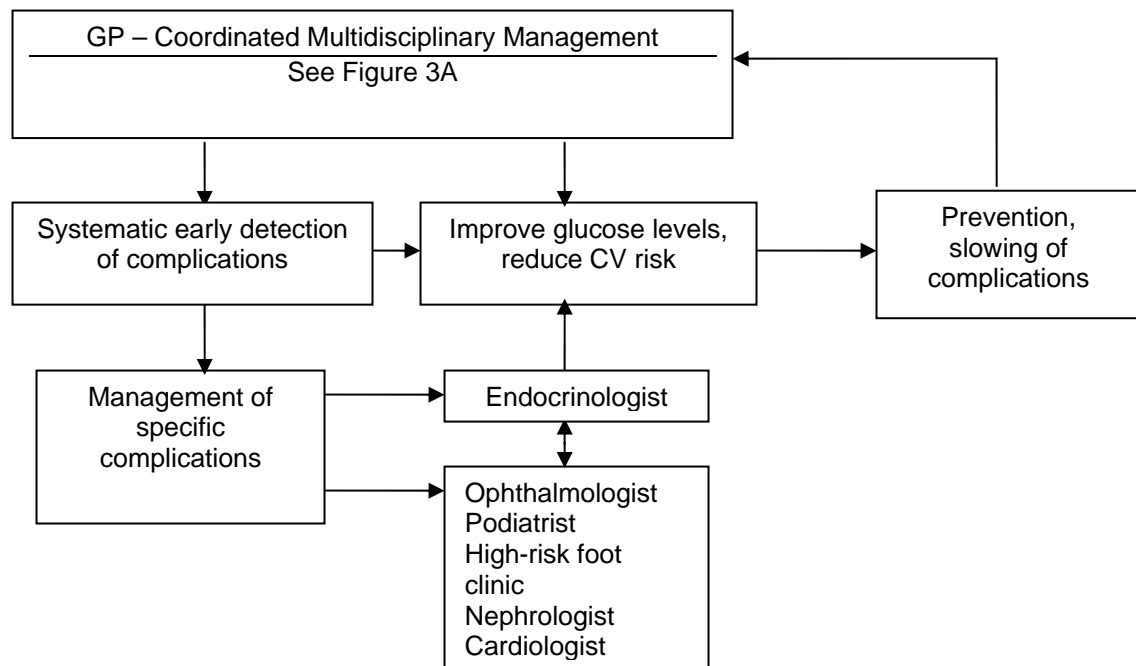 GP – Coordinated Multidisciplinary Management
See Figure 3A
Systematic early detection
of complications
Improve glucose levels,
reduce CV risk
Prevention,
slowing of
complications
Management of
specific
complications
Endocrinologist
Ophthalmologist
Podiatrist
High-risk foot
clinic
Nephrologist
Cardiologist